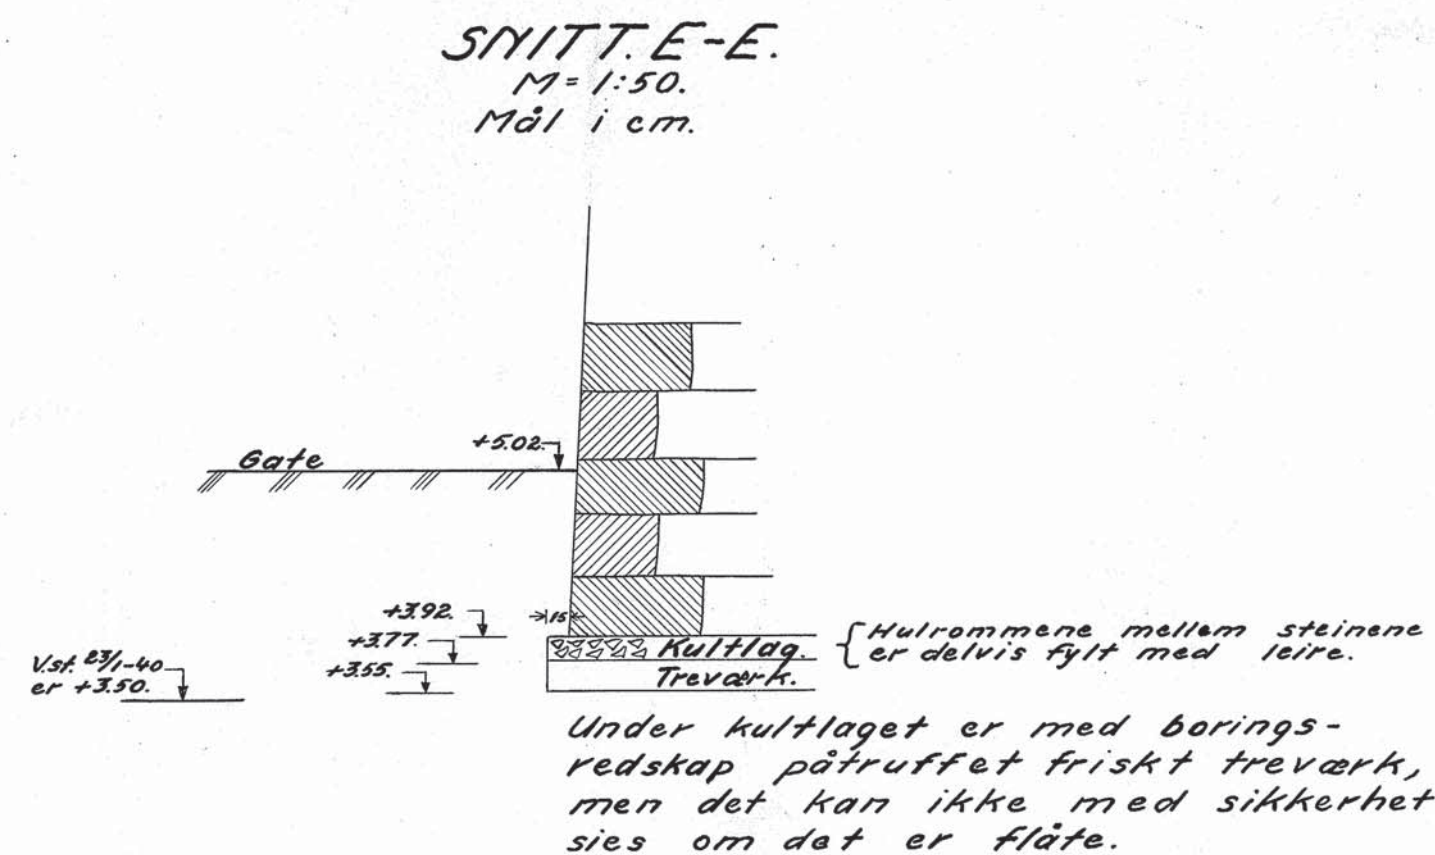 SNITT. E-E.
M = 1:50.
Mål i cm.
+5.02.
Gate
+3.92.
15
+3.77.
Kultlag.
Hulrommene mellem steinene
er delvis fylt med leire.
V.st. 23/1-40
er +3.50.
+3.55.
Treværk.
Under kultlaget er med borings-
redskap påtruffet friskt treværk,
men det kan ikke med sikkerhet
sies om det er flåte.